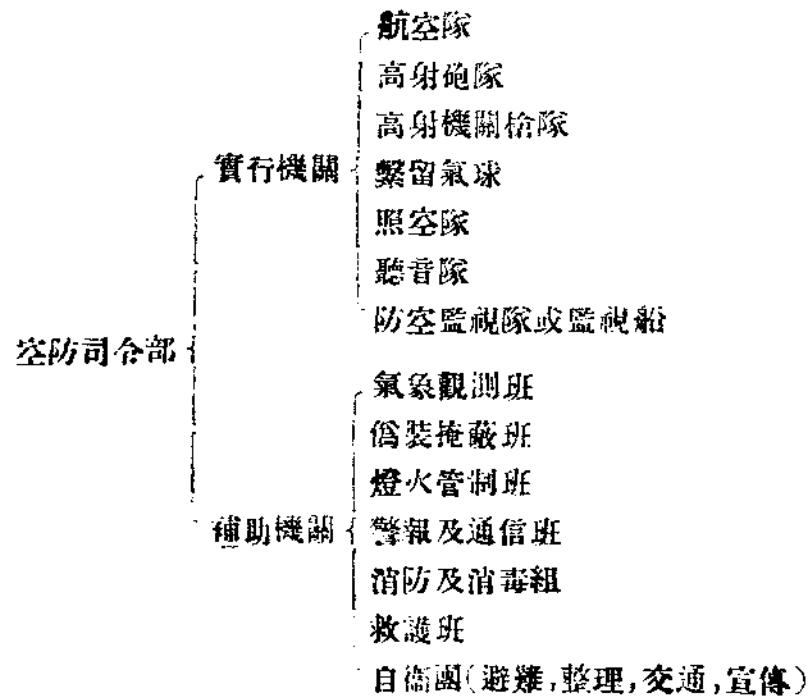 空防司令部
實行機關
航空隊
高射砲隊
高射機關槍隊
繫留氣球
照空隊
聽音隊
防空監視隊或監視船
補助機關
氣象觀測班
偽裝掩蔽班
燈火管制班
警報及通信班
消防及消毒組
救護班
自衞團(避難,整理,交通,宣傳)